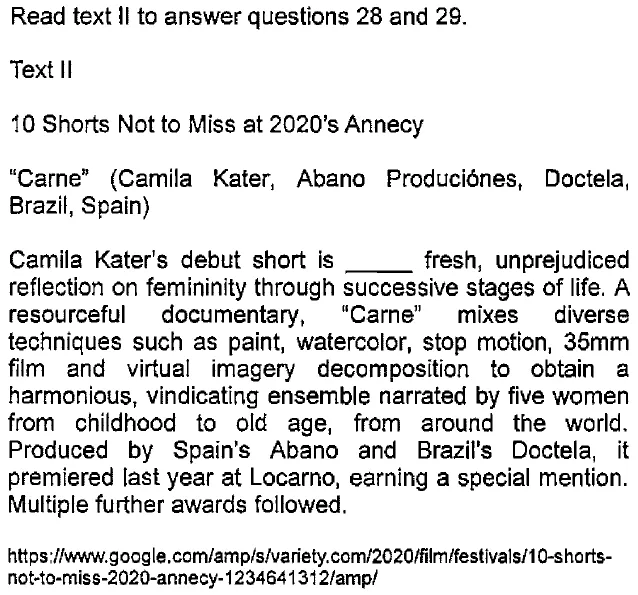 Read text II to answer questions 28 and 29.
Text II
10 Shorts Not to Miss at 2020's Annecy
“Carne” (Camila Kater, Abano Produciónes, Doctela,
Brazil, Spain)
Camila Kater's debut short is _____ fresh, unprejudiced
reflection on femininity through successive stages of life. A
resourceful documentary, “Carne” mixes diverse
techniques such as paint, watercolor, stop motion, 35mm
film and virtual imagery decomposition to obtain a
harmonious, vindicating ensemble narrated by five women
from childhood to old age, from around the world.
Produced by Spain's Abano and Brazil's Doctela, it
premiered last year at Locarno, earning a special mention.
Multiple further awards followed.
https://www.google.com/amp/s/variety.com/2020/film/festivals/10-shorts-
not-to-miss-2020-annecy-1234641312/amp/